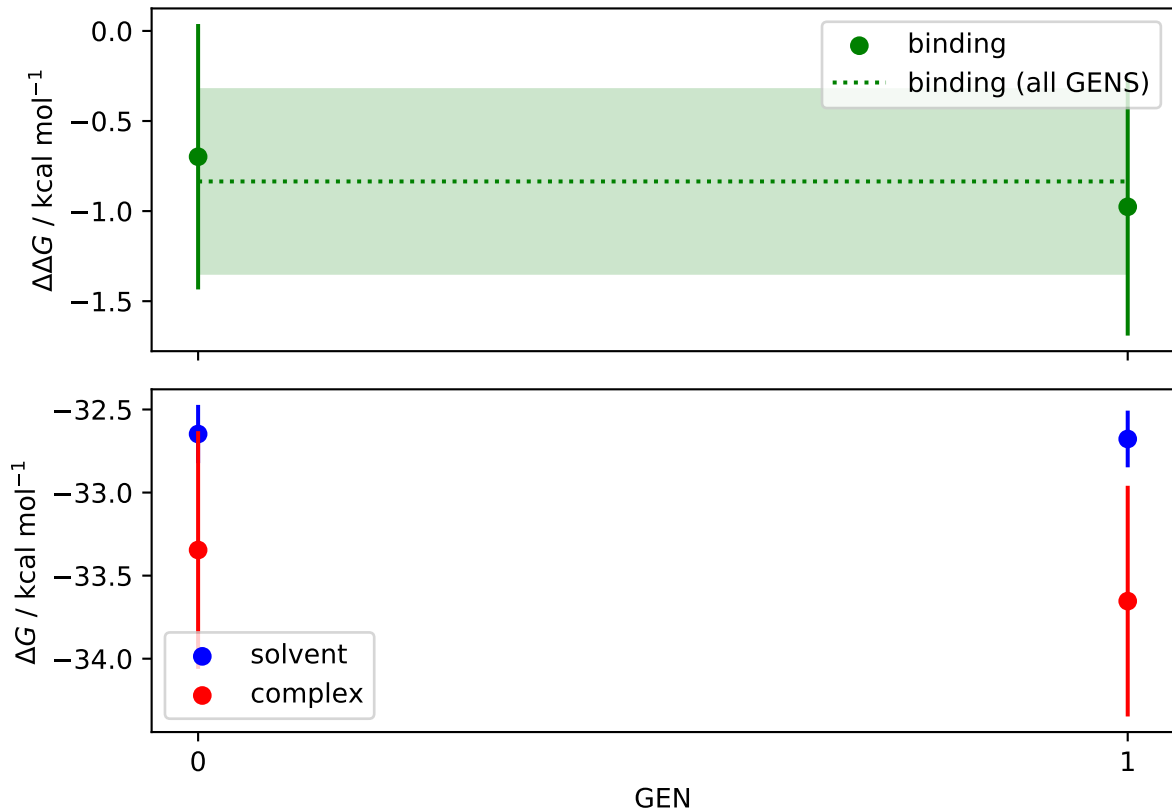 0.0
−0.5
−1.0
−1.5
ΔΔG / kcal mol⁻¹
binding
binding (all GENS)
−32.5
−33.0
−33.5
−34.0
ΔG / kcal mol⁻¹
solvent
complex
0
1
GEN